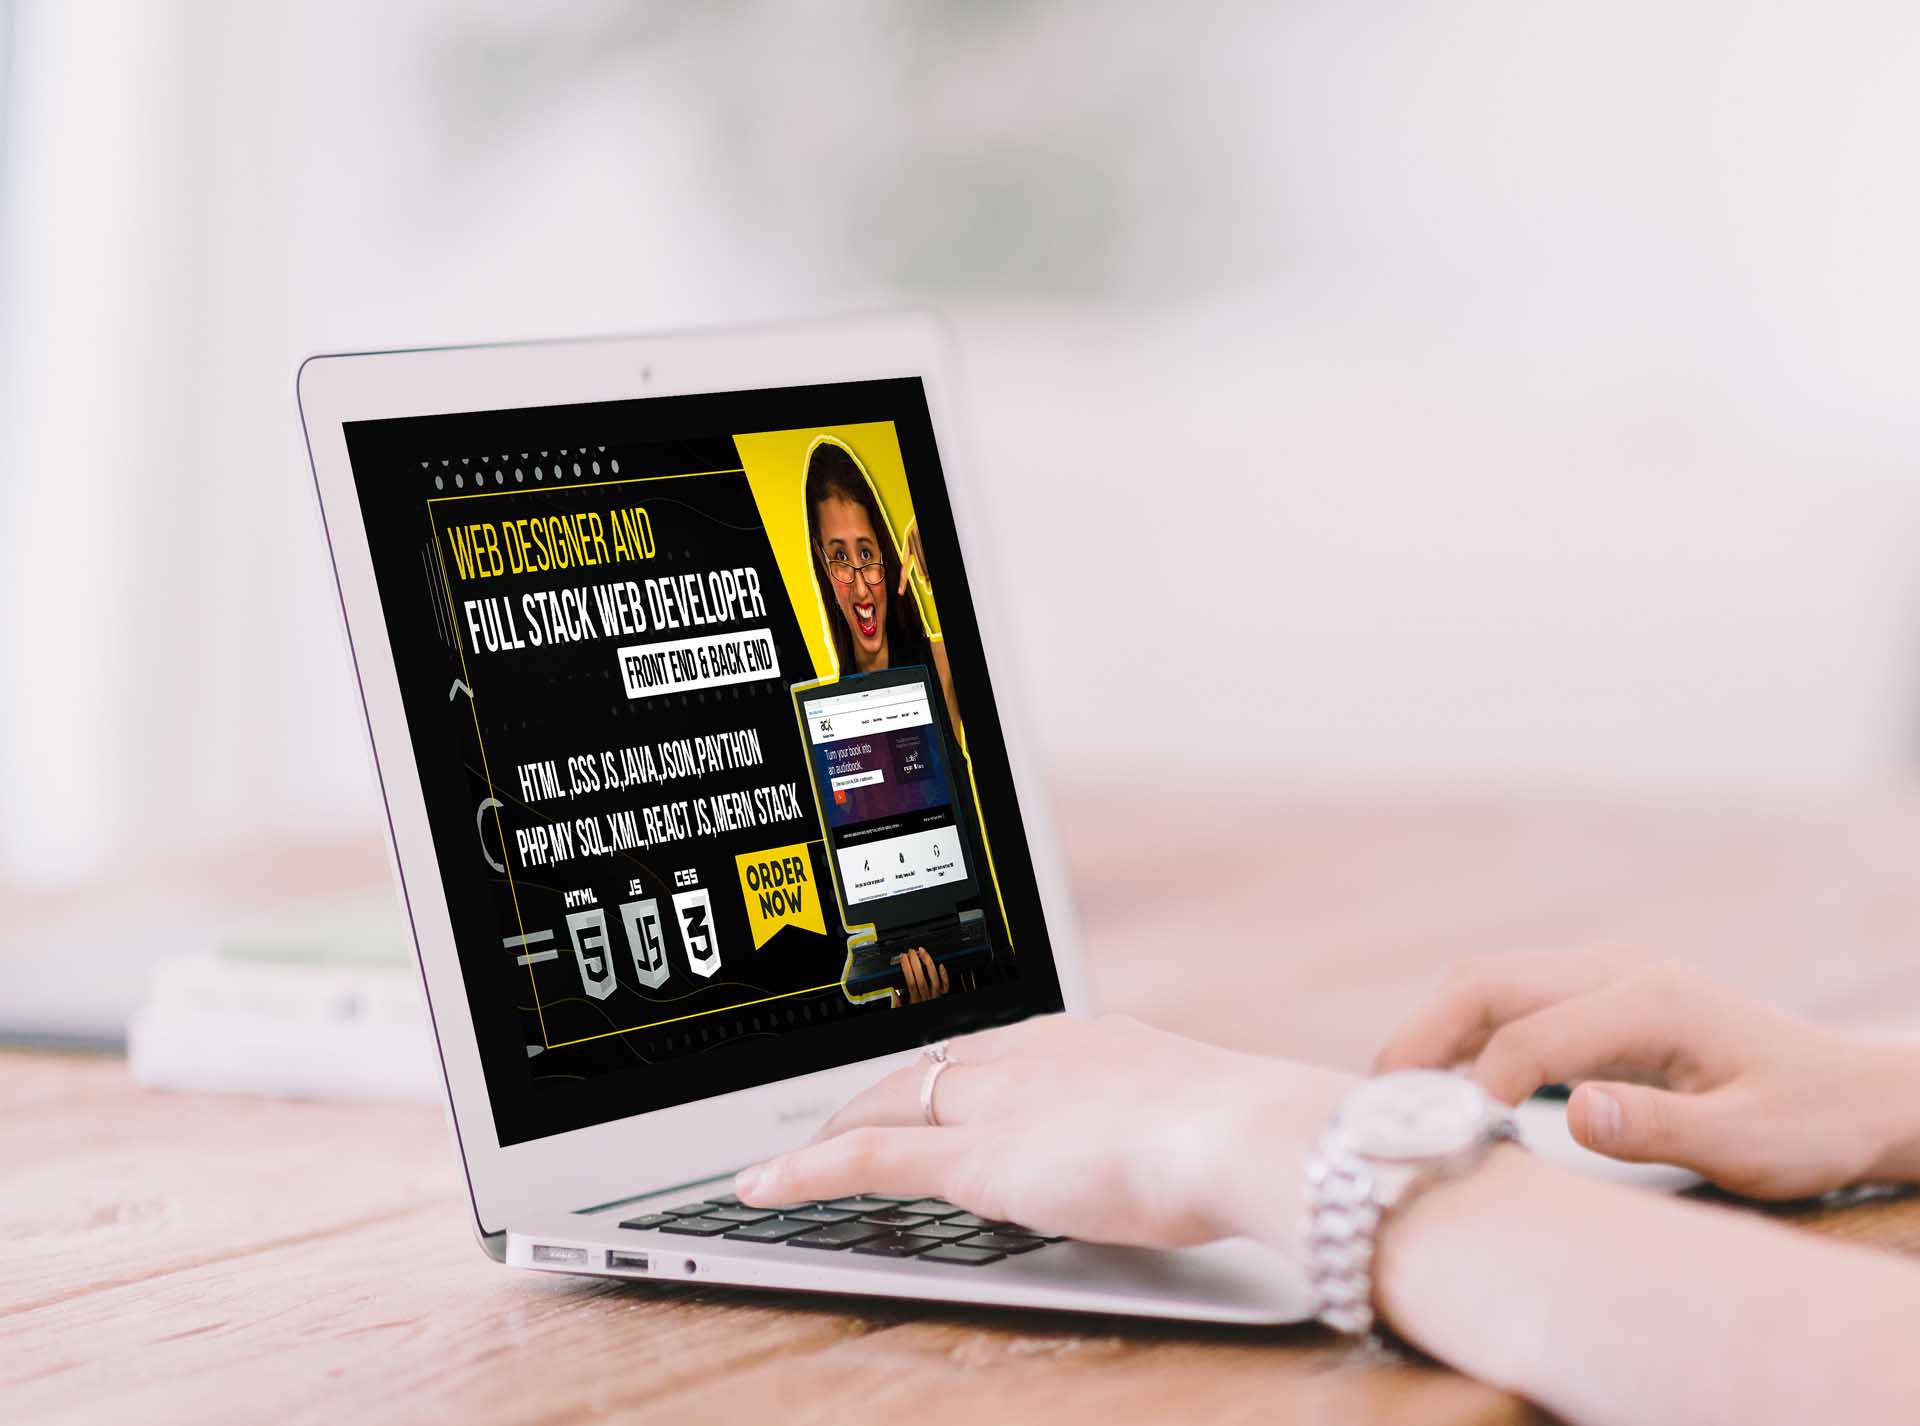 WEB DESIGNER AND
FULL STACK WEB DEVELOPER
FRONT END & BACK END
HTML ,CSS JS,JAVA,JSON,PAYTHON
PHP,MY SQL,XML,REACT JS,MERN STACK
HTML
JS
CSS
5
JS
3
ORDER
NOW
acx
Turn your book into
an audiobook.